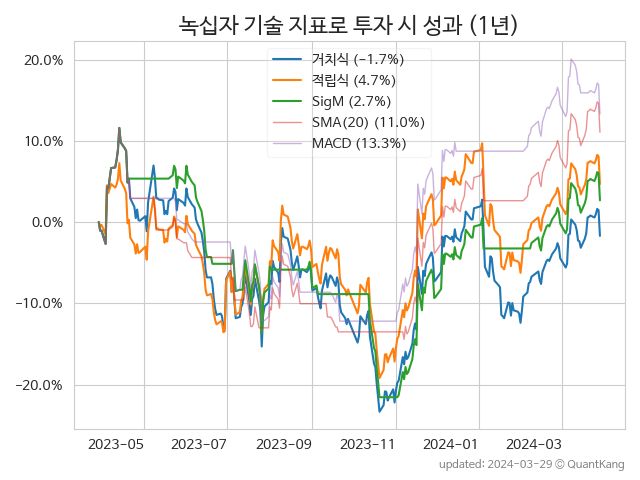 녹십자 기술 지표로 투자 시 성과 (1년)
거치식 (−1.7%)
적립식 (4.7%)
SigM (2.7%)
SMA(20) (11.0%)
MACD (13.3%)
20.0%
10.0%
0.0%
−10.0%
−20.0%
2023−05 2023−07 2023−09 2023−11 2024−01 2024−03
updated: 2024−03−29 © QuantKang